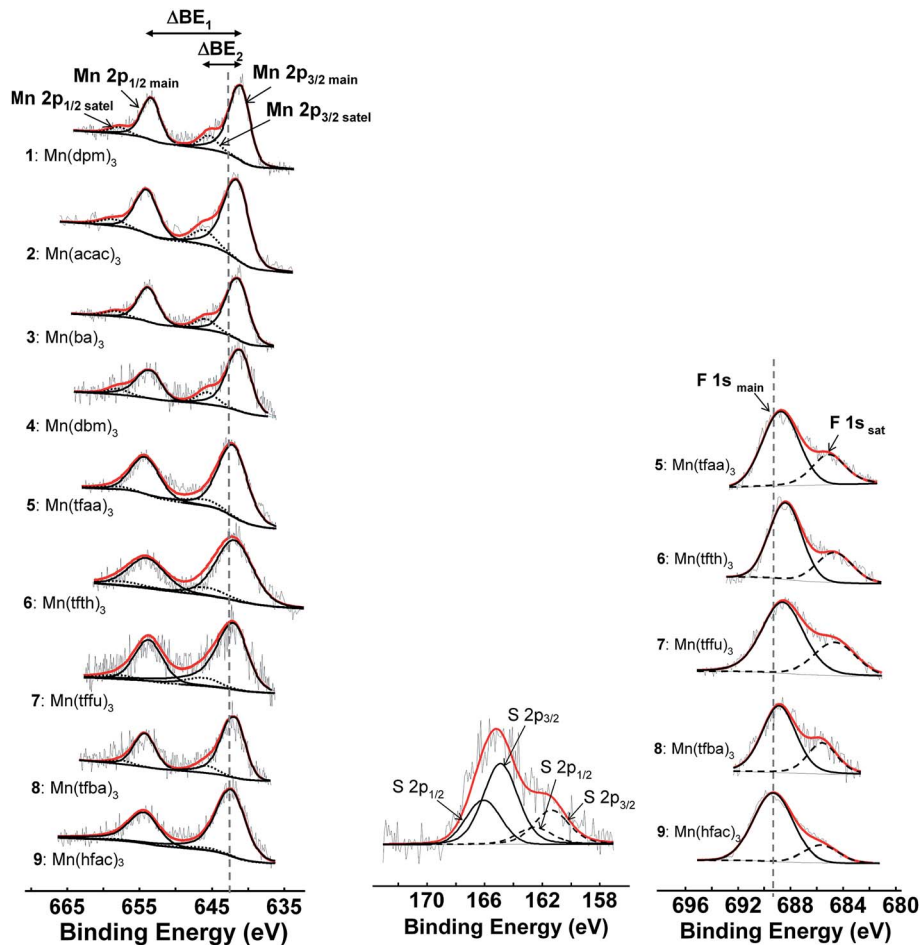 ΔBE₁
ΔBE₂
Mn 2p₁/₂ main
Mn 2p₃/₂ main
Mn 2p₁/₂ satel
Mn 2p₃/₂ satel
1: Mn(dpm)₃
2: Mn(acac)₃
3: Mn(ba)₃
4: Mn(dbm)₃
5: Mn(tfaa)₃
6: Mn(tfth)₃
7: Mn(tffu)₃
8: Mn(tfba)₃
9: Mn(hfac)₃
665 655 645 635
Binding Energy (eV)
S 2p₃/₂
S 2p₁/₂
S 2p₁/₂
S 2p₃/₂
170 166 162 158
Binding Energy (eV)
F 1s main
F 1s sat
5: Mn(tfaa)₃
6: Mn(tfth)₃
7: Mn(tffu)₃
8: Mn(tfba)₃
9: Mn(hfac)₃
696 692 688 684 680
Binding Energy (eV)